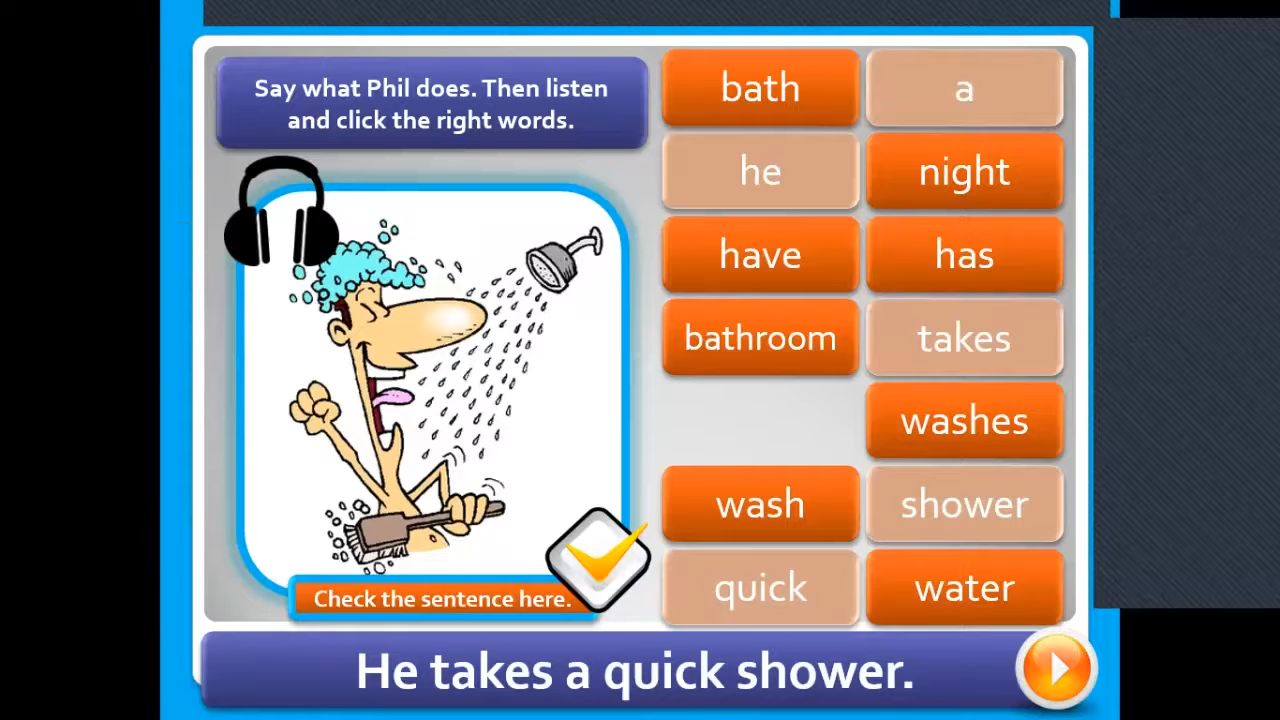 Say what Phil does. Then listen
and click the right words.
bath
a
he
night
have
has
bathroom
takes
washes
wash
shower
quick
water
Check the sentence here.
He takes a quick shower.